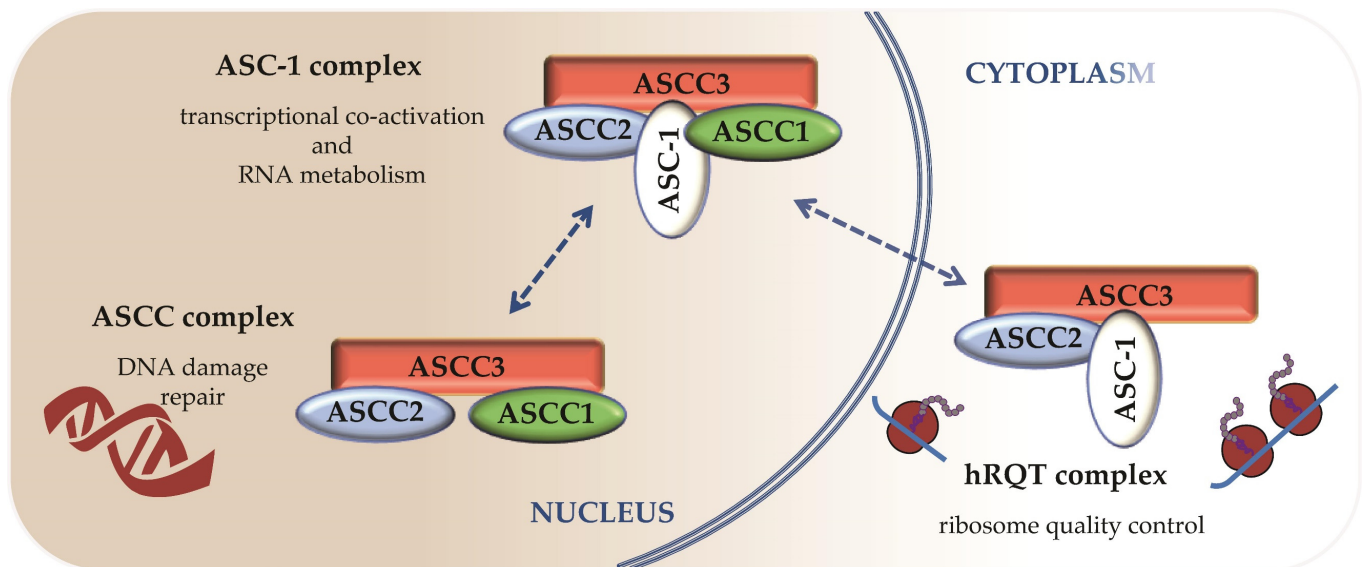 ASC-1 complex
transcriptional co-activation
and
RNA metabolism
ASCC3
ASCC2
ASC-1
ASCC1
CYTOPLASM
ASCC complex
DNA damage
repair
ASCC3
ASCC2
ASCC1
NUCLEUS
ASCC3
ASCC2
ASC-1
hRQT complex
ribosome quality control